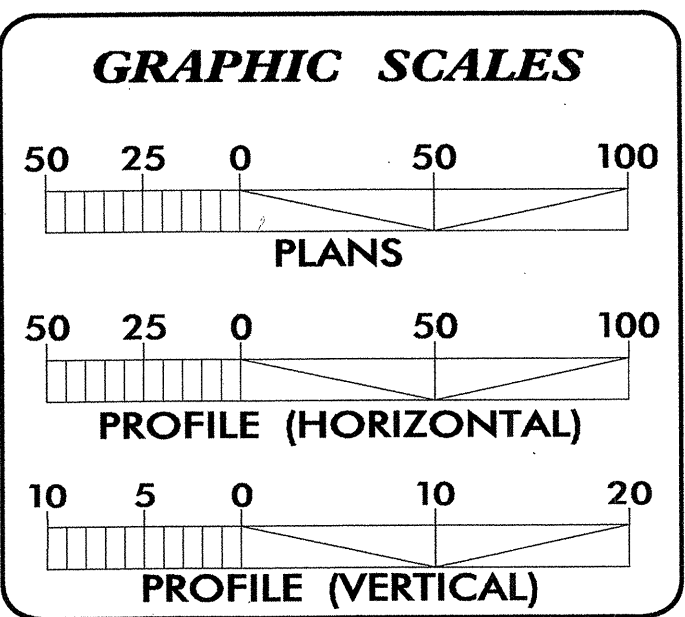 GRAPHIC SCALES
50 25 0 50 100
PLANS
50 25 0 50 100
PROFILE (HORIZONTAL)
10 5 0 10 20
PROFILE (VERTICAL)